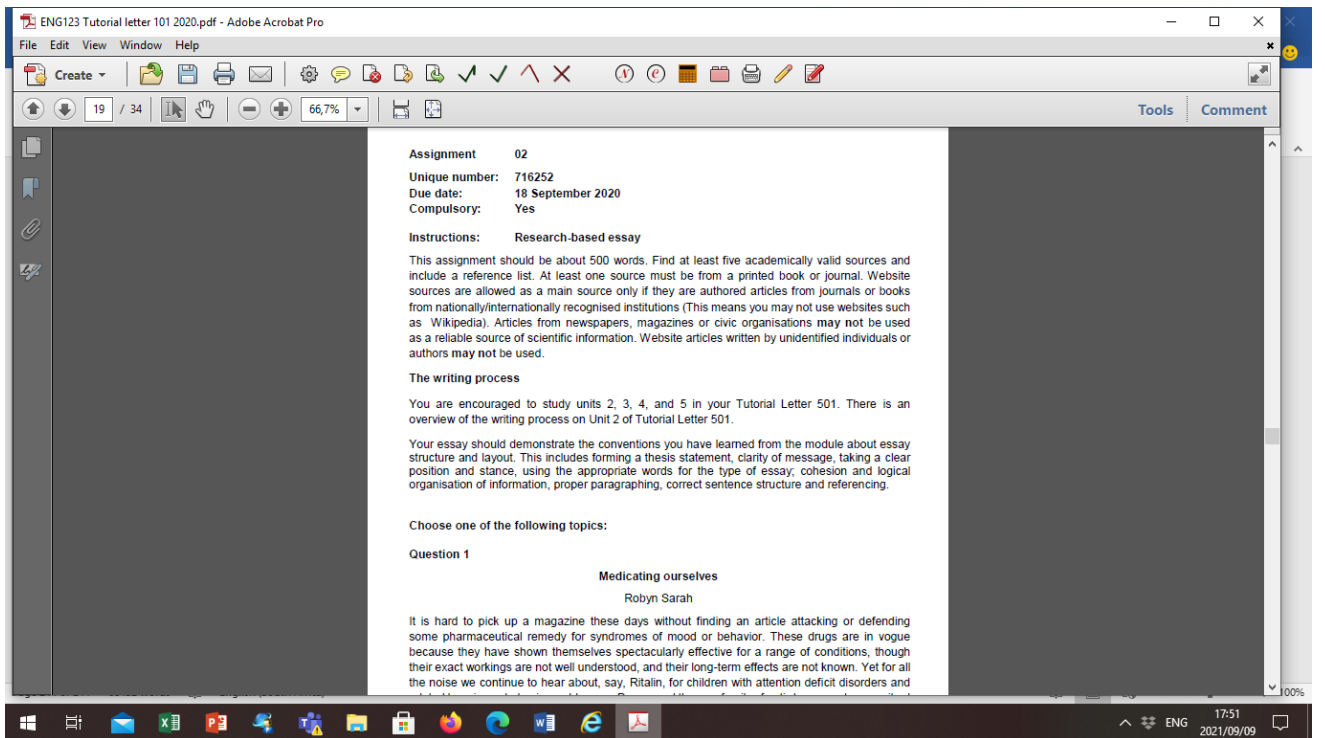 ENG123 Tutorial letter 101 2020.pdf - Adobe Acrobat Pro
File Edit View Window Help
Create
19 / 34 66,7% Tools Comment
Assignment 02
Unique number: 716252
Due date: 18 September 2020
Compulsory: Yes
Instructions: Research-based essay
This assignment should be about 500 words. Find at least five academically valid sources and
include a reference list. At least one source must be from a printed book or journal. Website
sources are allowed as a main source only if they are authored articles from journals or books
from nationally/internationally recognised institutions (This means you may not use websites such
as Wikipedia). Articles from newspapers, magazines or civic organisations may not be used
as a reliable source of scientific information. Website articles written by unidentified individuals or
authors may not be used.
The writing process
You are encouraged to study units 2, 3, 4, and 5 in your Tutorial Letter 501. There is an
overview of the writing process on Unit 2 of Tutorial Letter 501.
Your essay should demonstrate the conventions you have learned from the module about essay
structure and layout. This includes forming a thesis statement, clarity of message, taking a clear
position and stance, using the appropriate words for the type of essay; cohesion and logical
organisation of information, proper paragraphing, correct sentence structure and referencing.
Choose one of the following topics:
Question 1
Medicating ourselves
Robyn Sarah
It is hard to pick up a magazine these days without finding an article attacking or defending
some pharmaceutical remedy for syndromes of mood or behavior. These drugs are in vogue
because they have shown themselves spectacularly effective for a range of conditions, though
their exact workings are not well understood, and their long-term effects are not known. Yet for all
the noise we continue to hear about, say, Ritalin, for children with attention deficit disorders and
100%
ENG
17:51
2021/09/09